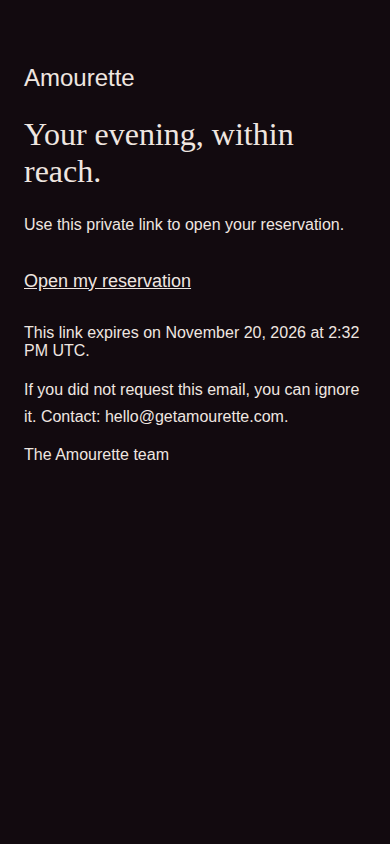 Amourette
Your evening, within
reach.
Use this private link to open your reservation.
Open my reservation
This link expires on November 20, 2026 at 2:32
PM UTC.
If you did not request this email, you can ignore
it. Contact: hello@getamourette.com.
The Amourette team